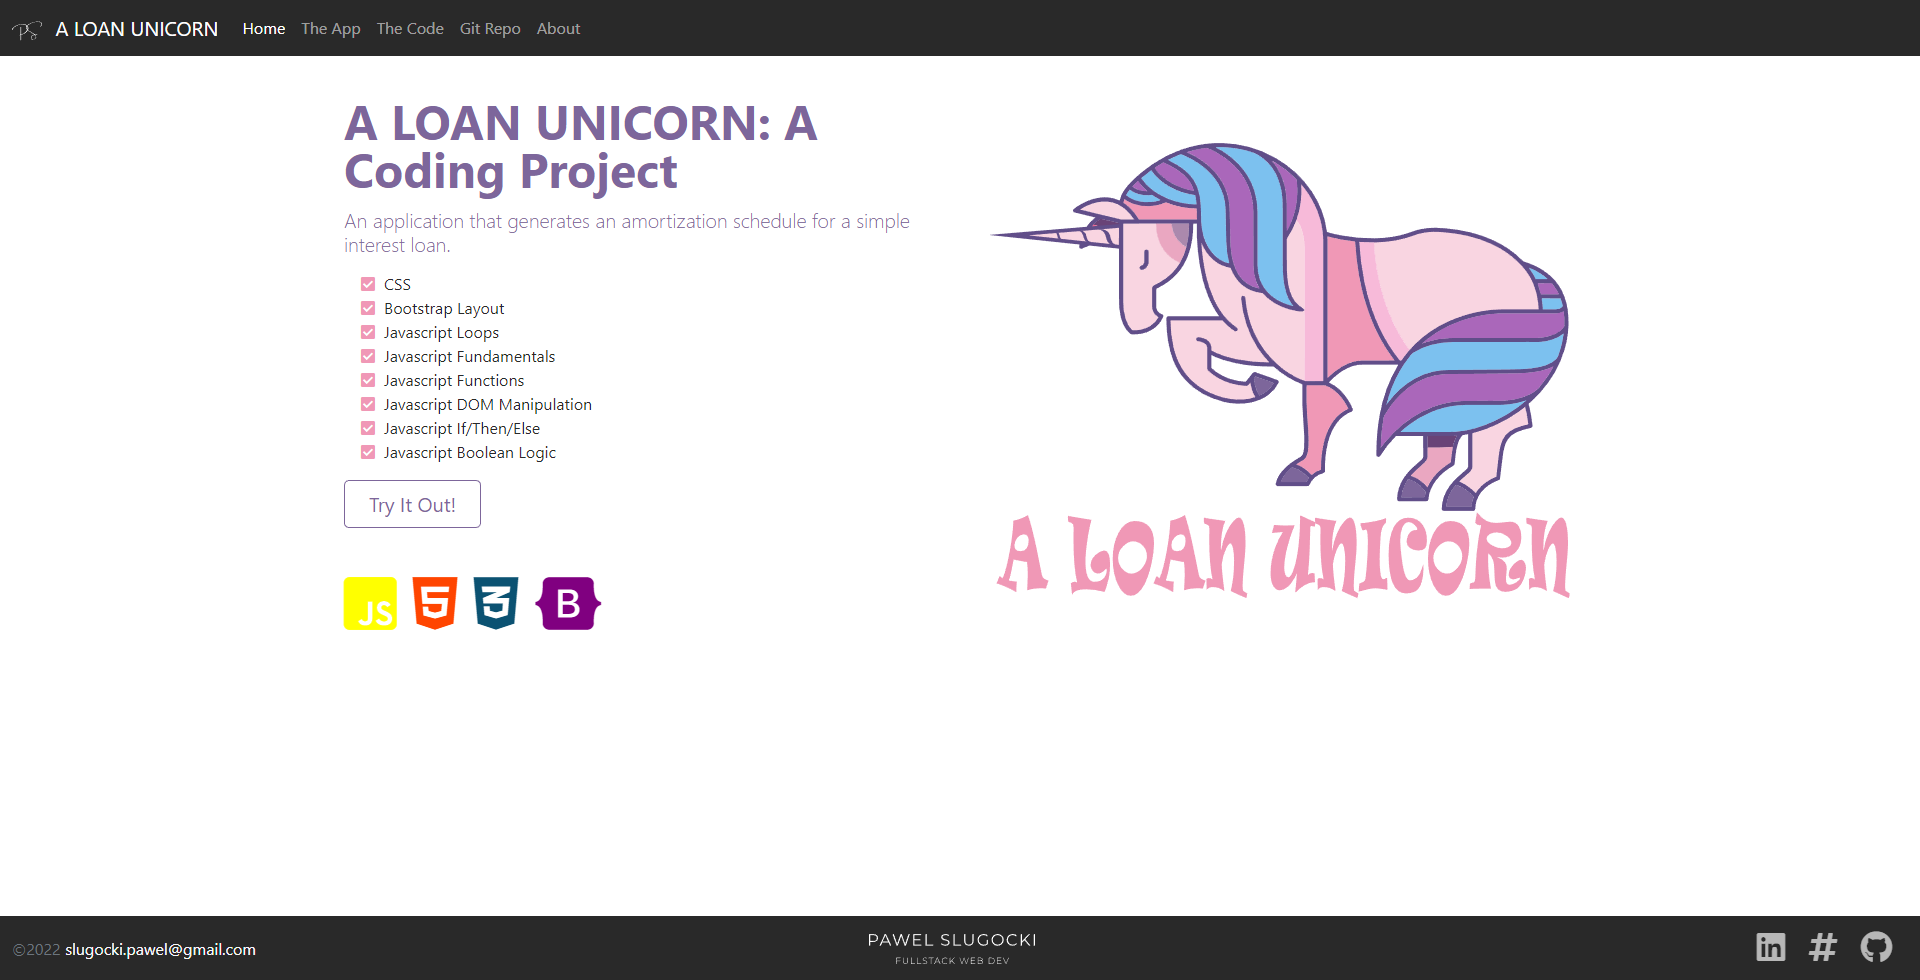 A LOAN UNICORN Home The App The Code Git Repo About
A LOAN UNICORN: A
Coding Project
An application that generates an amortization schedule for a simple
interest loan.
CSS
Bootstrap Layout
Javascript Loops
Javascript Fundamentals
Javascript Functions
Javascript DOM Manipulation
Javascript If/Then/Else
Javascript Boolean Logic
Try It Out!
JS 5 3 B
A LOAN UNICORN
©2022 slugocki.pawel@gmail.com
PAWEL SLUGOCKI
FULLSTACK WEB DEV
in #